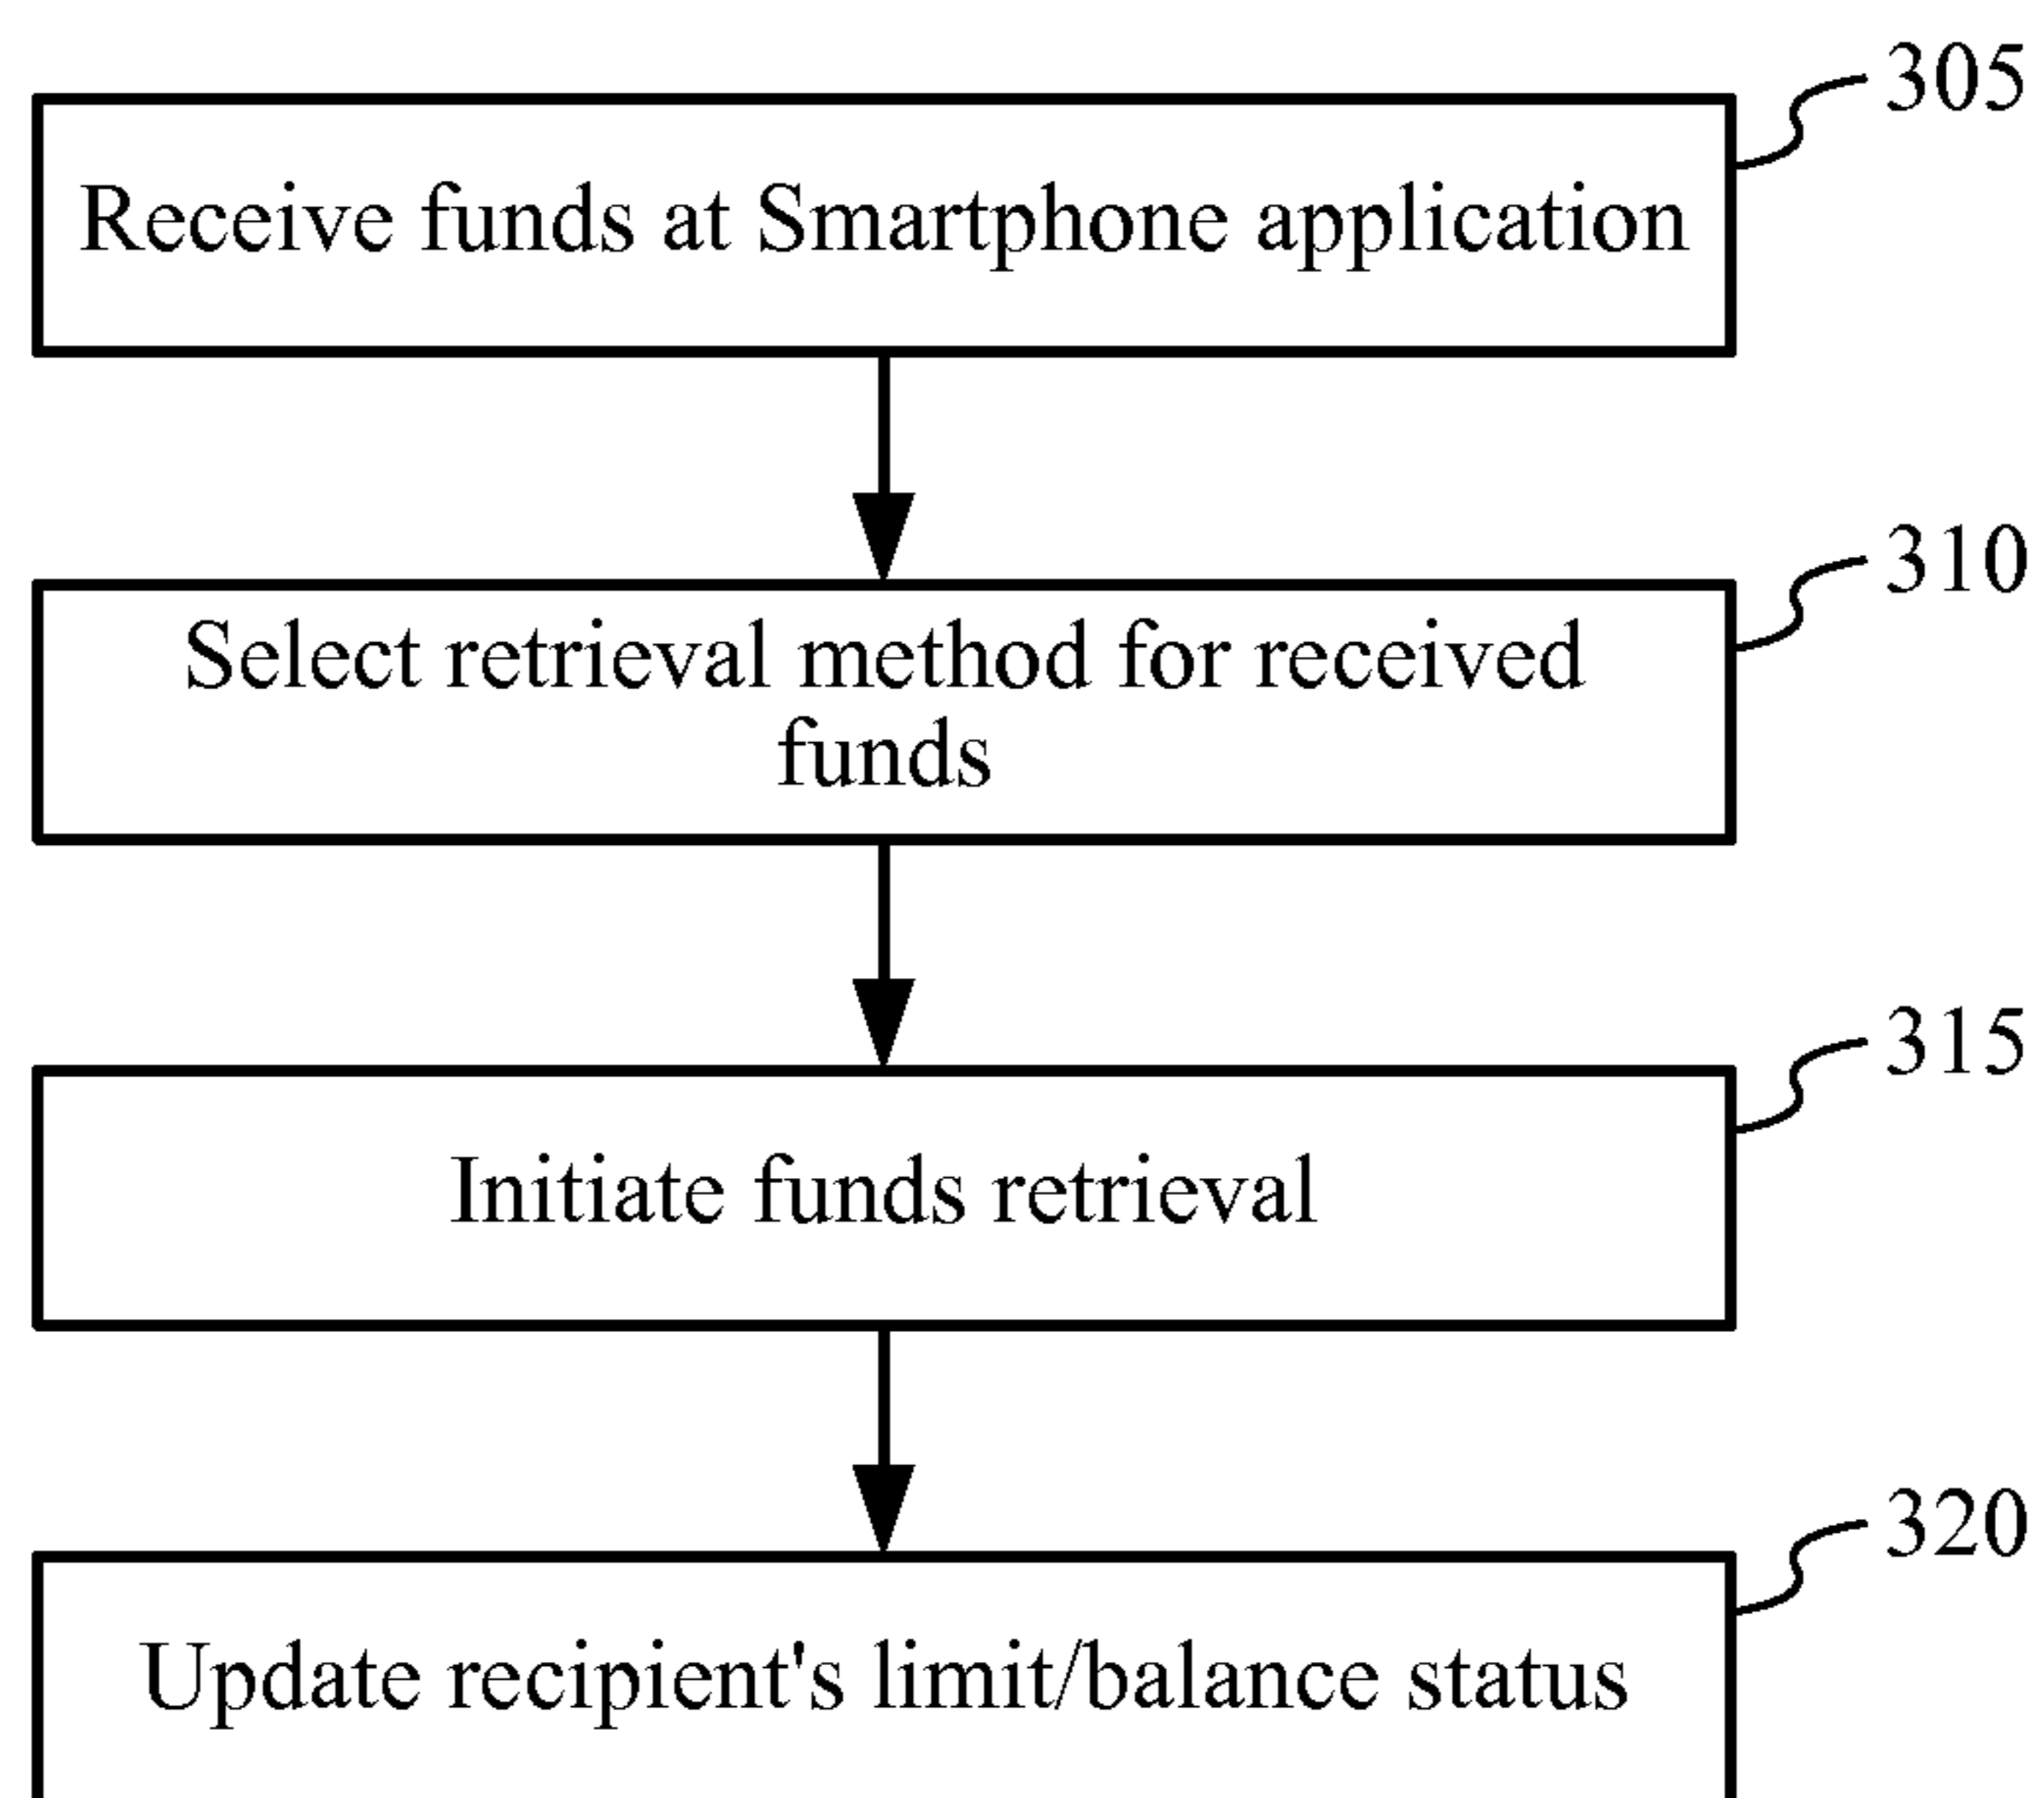 305
Receive funds at Smartphone application
310
Select retrieval method for received
funds
315
Initiate funds retrieval
320
Update recipient's limit/balance status